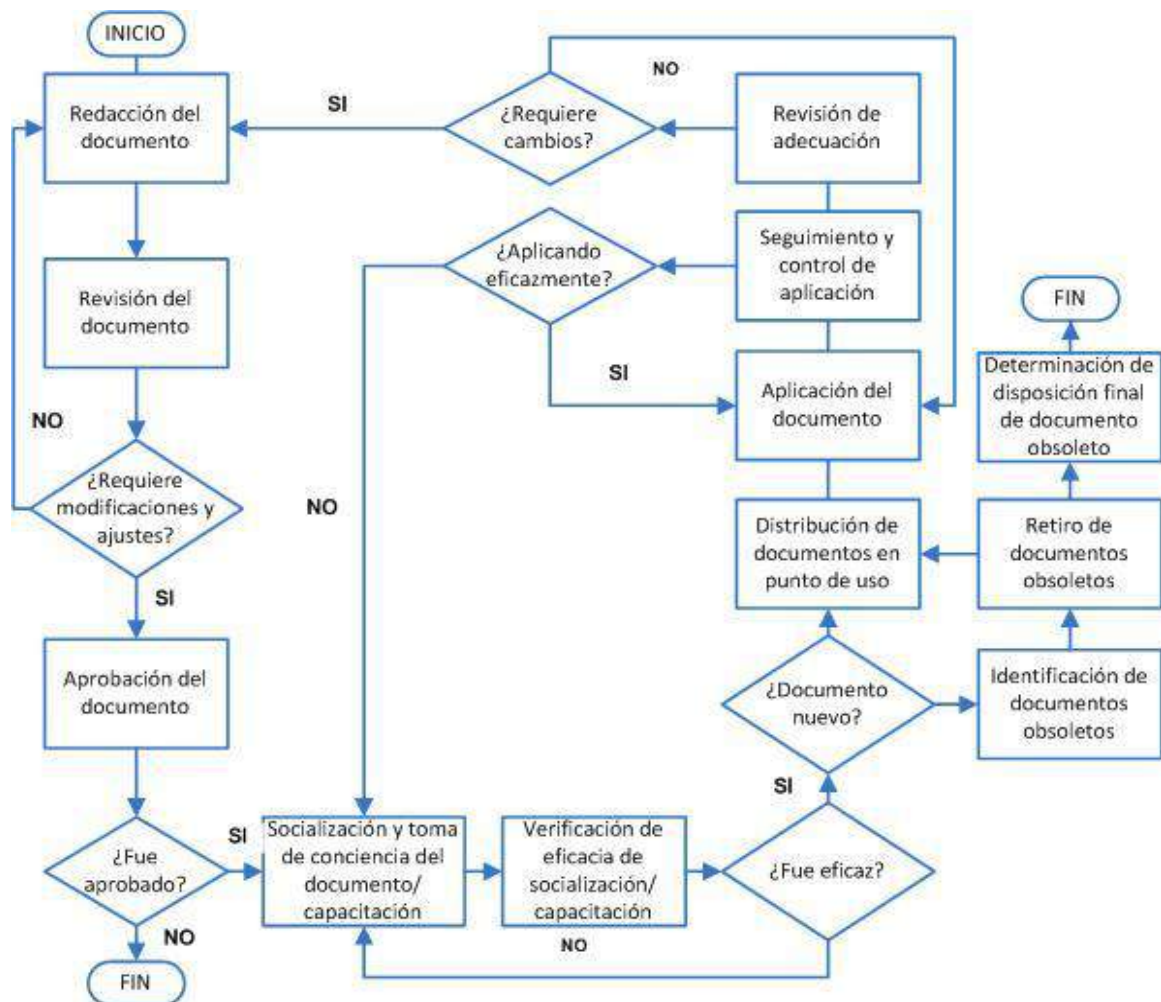 INICIO
Redacción del
documento
SI
¿Requiere
cambios?
NO
Revisión de
adecuación
Revisión del
documento
¿Aplicando
eficazmente?
Seguimiento y
control de
aplicación
FIN
NO
SI
Aplicación del
documento
Determinación de
disposición final
de documento
obsoleto
¿Requiere
modificaciones y
ajustes?
NO
Distribución de
documentos en
punto de uso
Retiro de
documentos
obsoletos
SI
Aprobación del
documento
¿Documento
nuevo?
Identificación de
documentos
obsoletos
SI
¿Fue
aprobado?
SI
Socialización y toma
de conciencia del
documento/
capacitación
Verificación de
eficacia de
socialización/
capacitación
¿Fue eficaz?
NO
NO
FIN